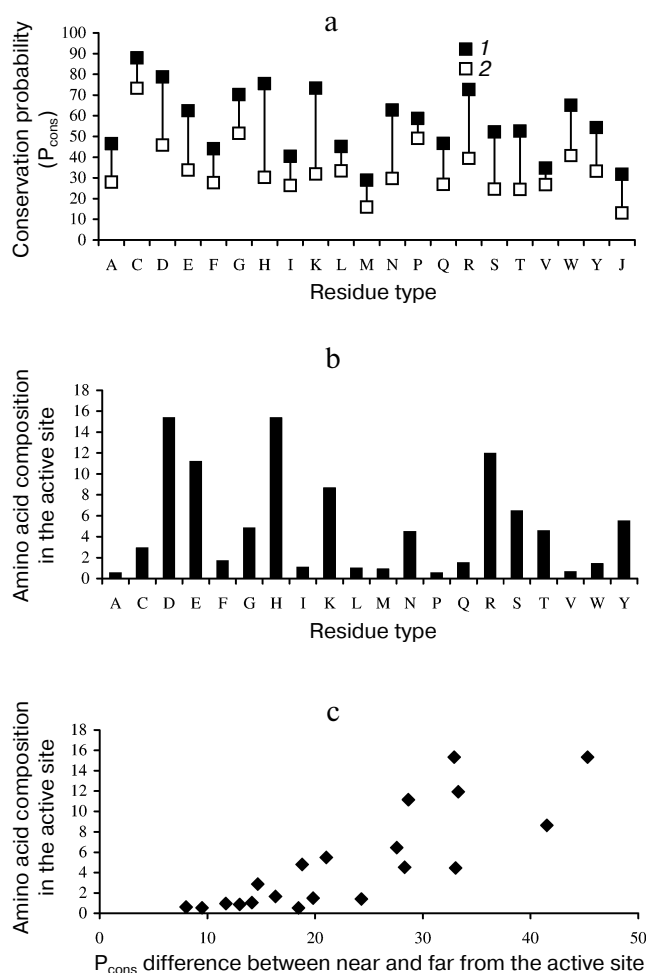 a
1
2
Conservation probability
(Pcons)
100
90
80
70
60
50
40
30
20
10
0
A C D E F G H I K L M N P Q R S T V W Y J
Residue type
b
Amino acid composition
in the active site
18
16
14
12
10
8
6
4
2
0
A C D E F G H I K L M N P Q R S T V W Y
Residue type
c
Amino acid composition
in the active site
18
16
14
12
10
8
6
4
2
0
0 10 20 30 40 50
Pcons difference between near and far from the active site